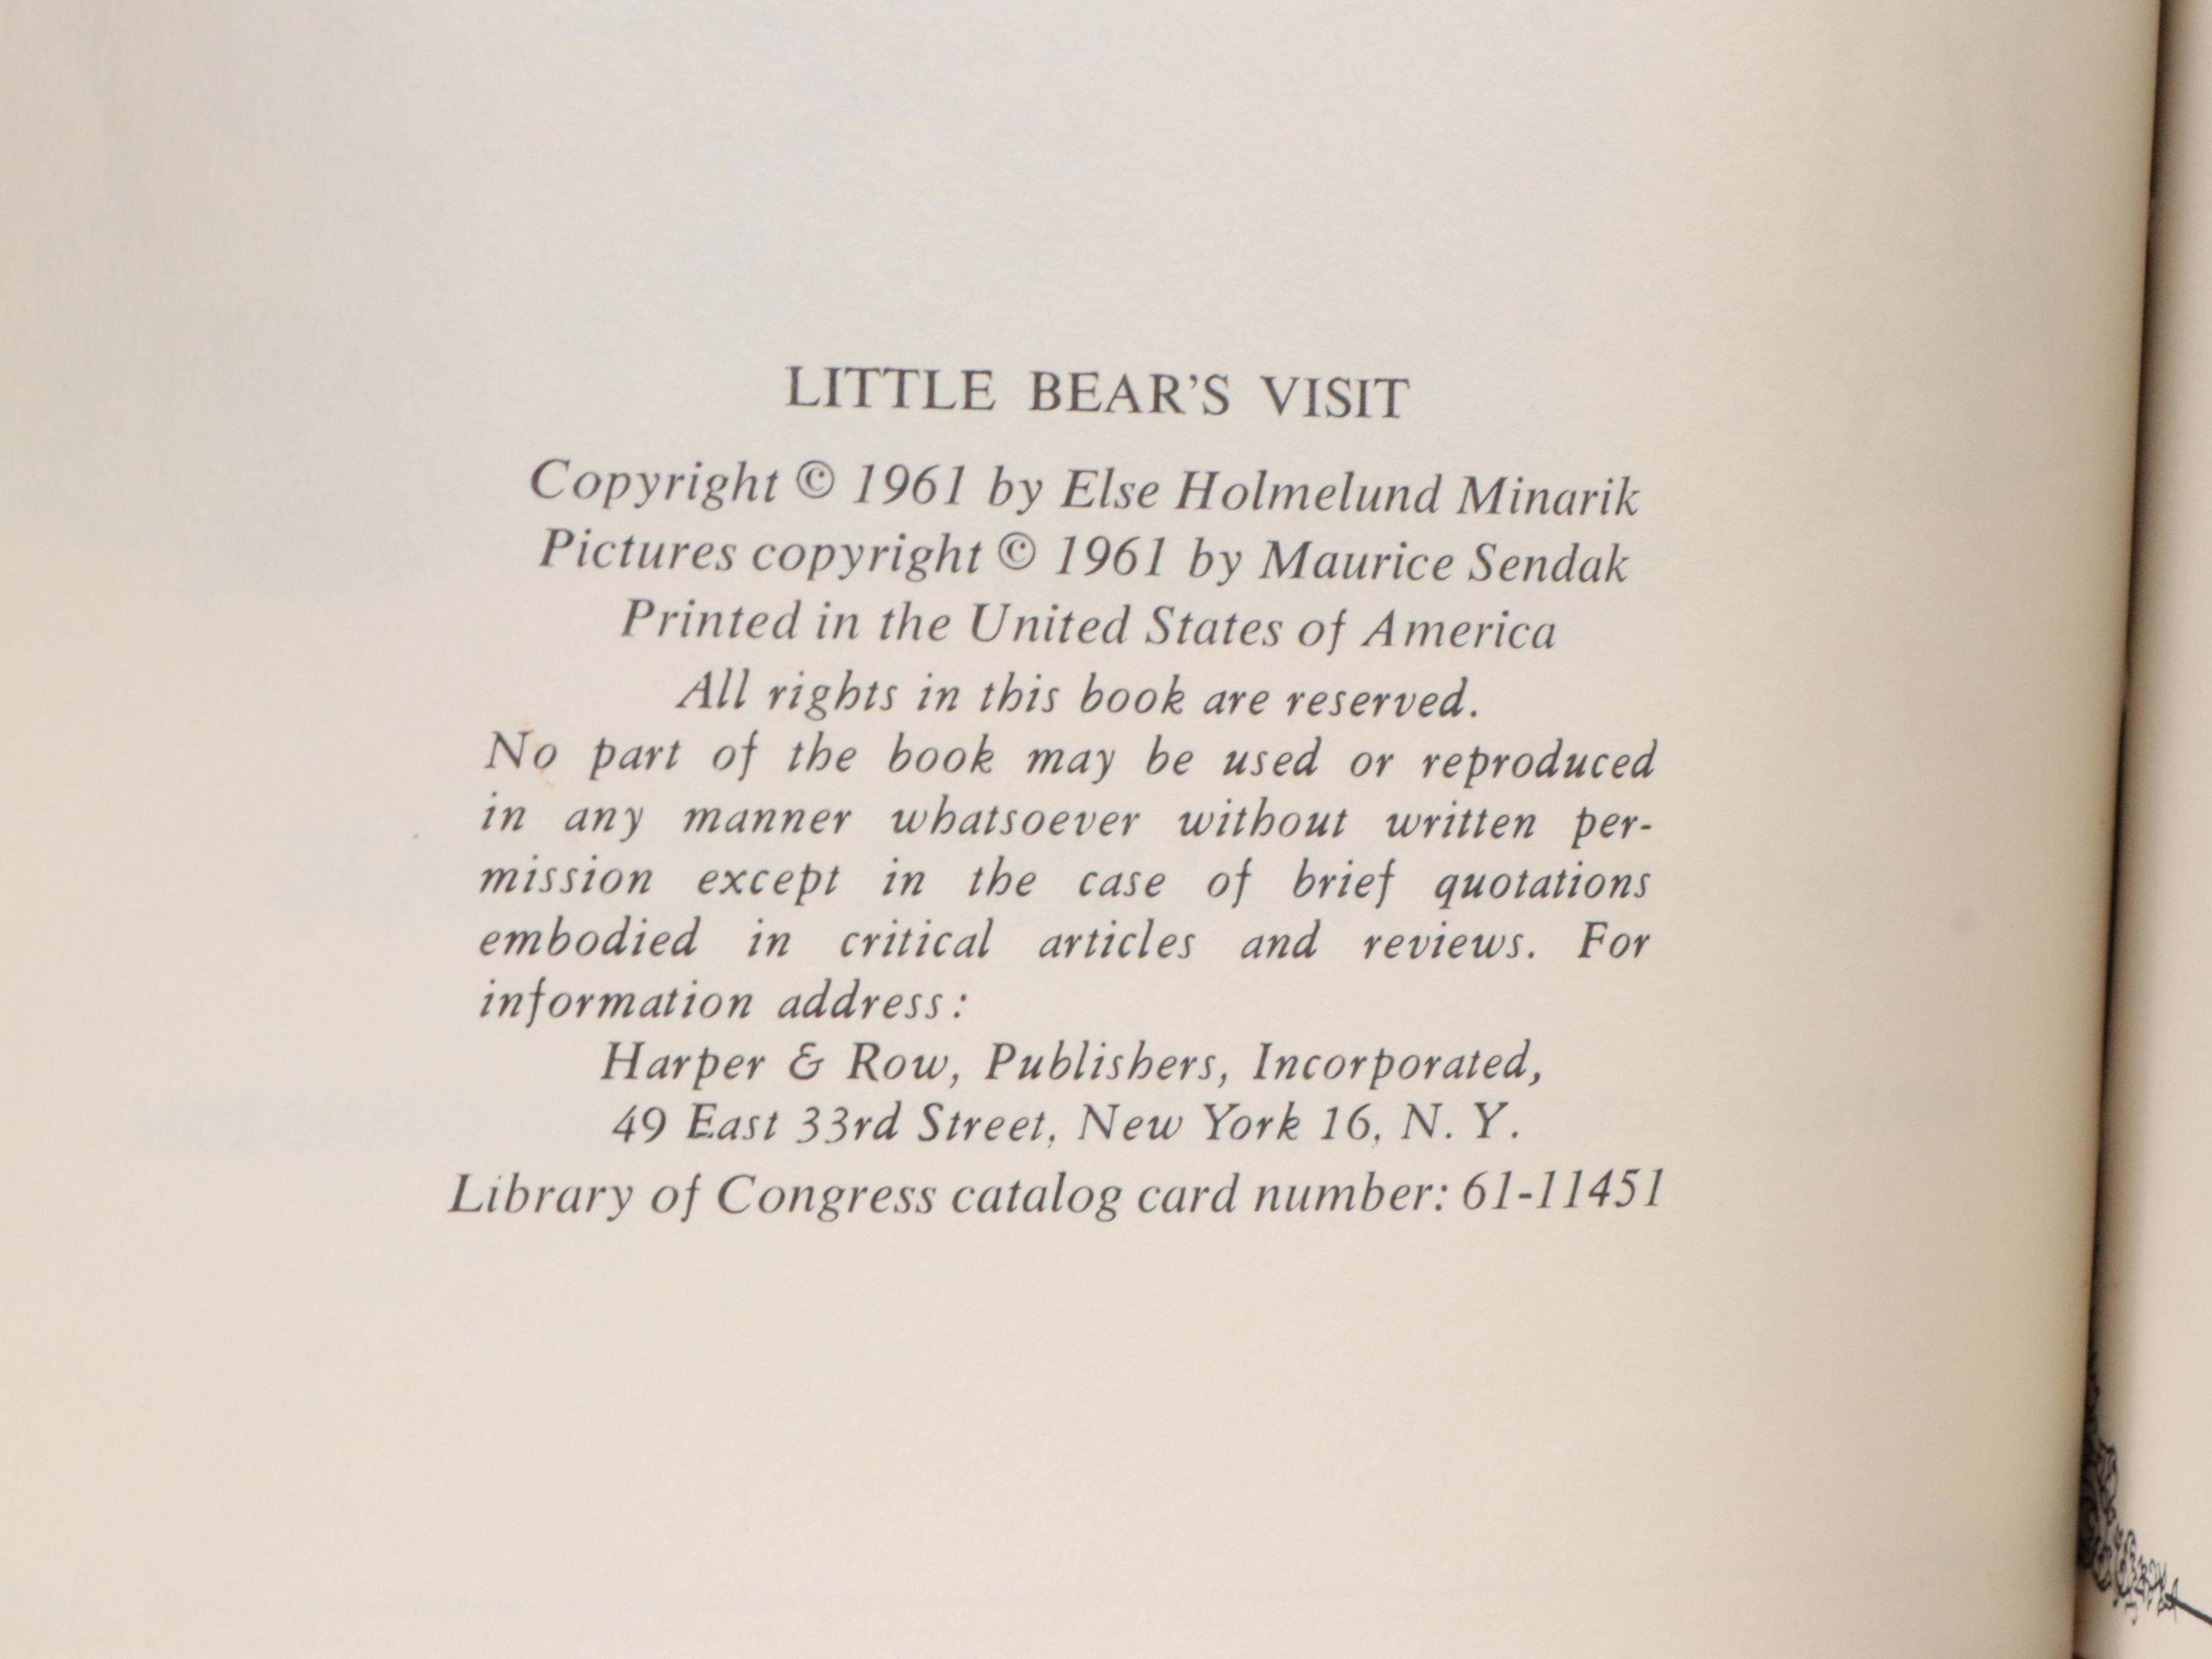 LITTLE BEAR'S VISIT
Copyright © 1961 by Else Holmelund Minarik
Pictures copyright © 1961 by Maurice Sendak
Printed in the United States of America
All rights in this book are reserved.
No part of the book may be used or reproduced
in any manner whatsoever without written per-
mission except in the case of brief quotations
embodied in critical articles and reviews. For
information address:
Harper & Row, Publishers, Incorporated,
49 East 33rd Street, New York 16, N. Y.
Library of Congress catalog card number: 61-11451